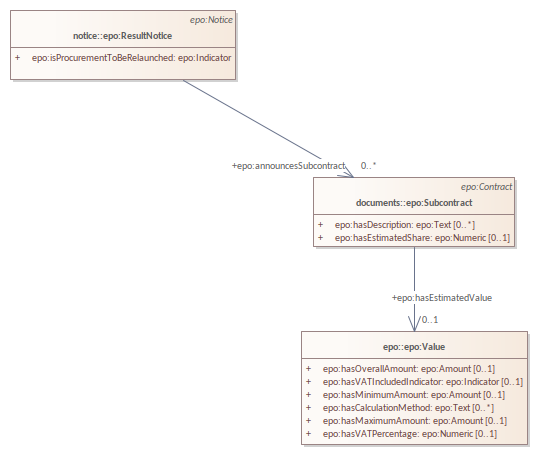 epo:Notice
notice::epo:ResultNotice
+ epo:isProcurementToBeRelaunched: epo:Indicator
+epo:announcesSubcontract 0..*
epo:Contract
documents::epo:Subcontract
+ epo:hasDescription: epo:Text [0..*]
+ epo:hasEstimatedShare: epo:Numeric [0..1]
+epo:hasEstimatedValue
0..1
epo::epo:Value
+ epo:hasOverallAmount: epo:Amount [0..1]
+ epo:hasVATIncludedIndicator: epo:Indicator [0..1]
+ epo:hasMinimumAmount: epo:Amount [0..1]
+ epo:hasCalculationMethod: epo:Text [0..*]
+ epo:hasMaximumAmount: epo:Amount [0..1]
+ epo:hasVATPercentage: epo:Numeric [0..1]